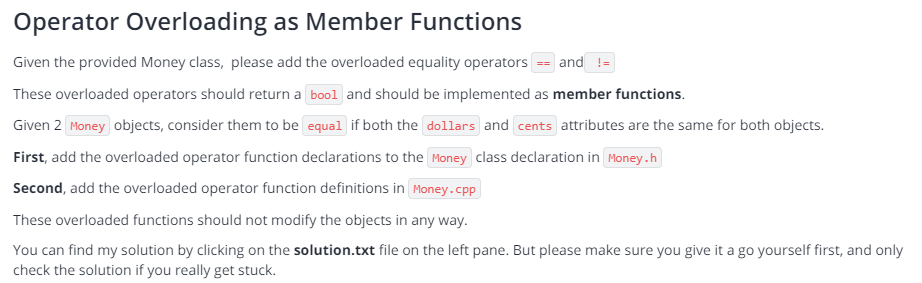 Operator Overloading as Member Functions
Given the provided Money class, please add the overloaded equality operators == and !=
These overloaded operators should return a bool and should be implemented as member functions.
Given 2 Money objects, consider them to be equal if both the dollars and cents attributes are the same for both objects.
First, add the overloaded operator function declarations to the Money class declaration in Money.h
Second, add the overloaded operator function definitions in Money.cpp
These overloaded functions should not modify the objects in any way.
You can find my solution by clicking on the solution.txt file on the left pane. But please make sure you give it a go yourself first, and only
check the solution if you really get stuck.